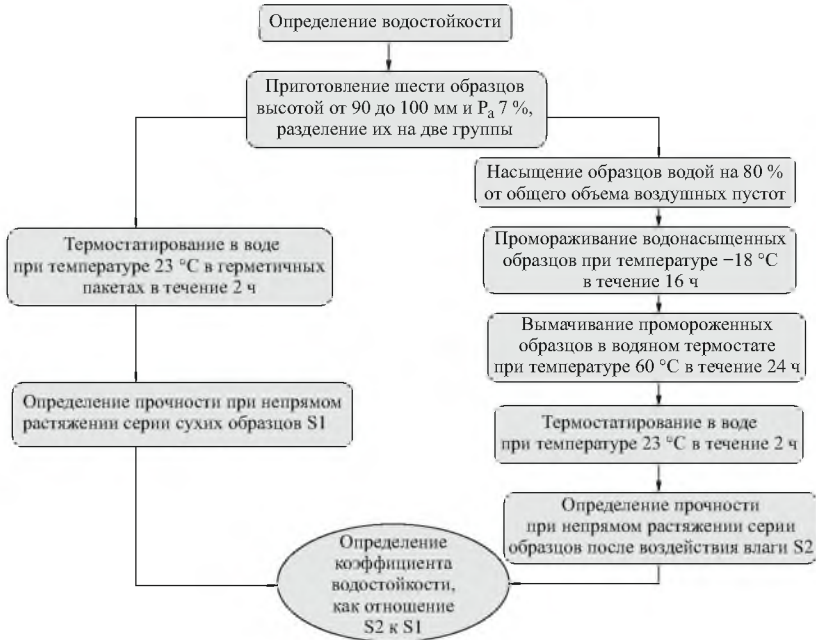 Определение водостойкости
Приготовление шести образцов
высотой от 90 до 100 мм и Pa 7 %,
разделение их на две группы
Насыщение образцов водой на 80 %
от общего объема воздушных пустот
Термостатирование в воде
при температуре 23 °С в герметичных
пакетах в течение 2 ч
Промораживание водонасыщенных
образцов при температуре −18 °С
в течение 16 ч
Вымачивание промороженных
образцов в водяном термостате
при температуре 60 °С в течение 24 ч
Определение прочности при непрямом
растяжении серии сухих образцов S1
Термостатирование в воде
при температуре 23 °С в течение 2 ч
Определение прочности
при непрямом растяжении серии
образцов после воздействия влаги S2
Определение
коэффициента
водостойкости,
как отношение
S2 к S1